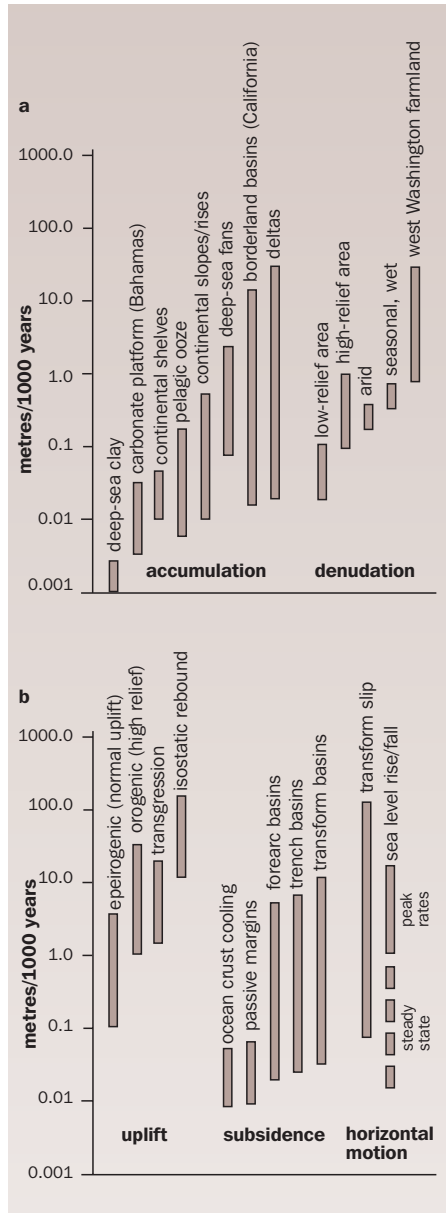 a
metres/1000 years
1000.0
100.0
10.0
1.0
0.1
0.01
0.001
deep-sea clay
carbonate platform (Bahamas)
continental shelves
pelagic ooze
continental slopes/rises
deep-sea fans
borderland basins (California)
deltas
low-relief area
high-relief area
arid
seasonal, wet
west Washington farmland
accumulation
denudation
b
metres/1000 years
1000.0
100.0
10.0
1.0
0.1
0.01
0.001
epeirogenic (normal uplift)
orogenic (high relief)
transgression
isostatic rebound
ocean crust cooling
passive margins
forearc basins
trench basins
transform basins
transform slip
sea level rise/fall
peak
rates
steady
state
uplift
subsidence
horizontal
motion